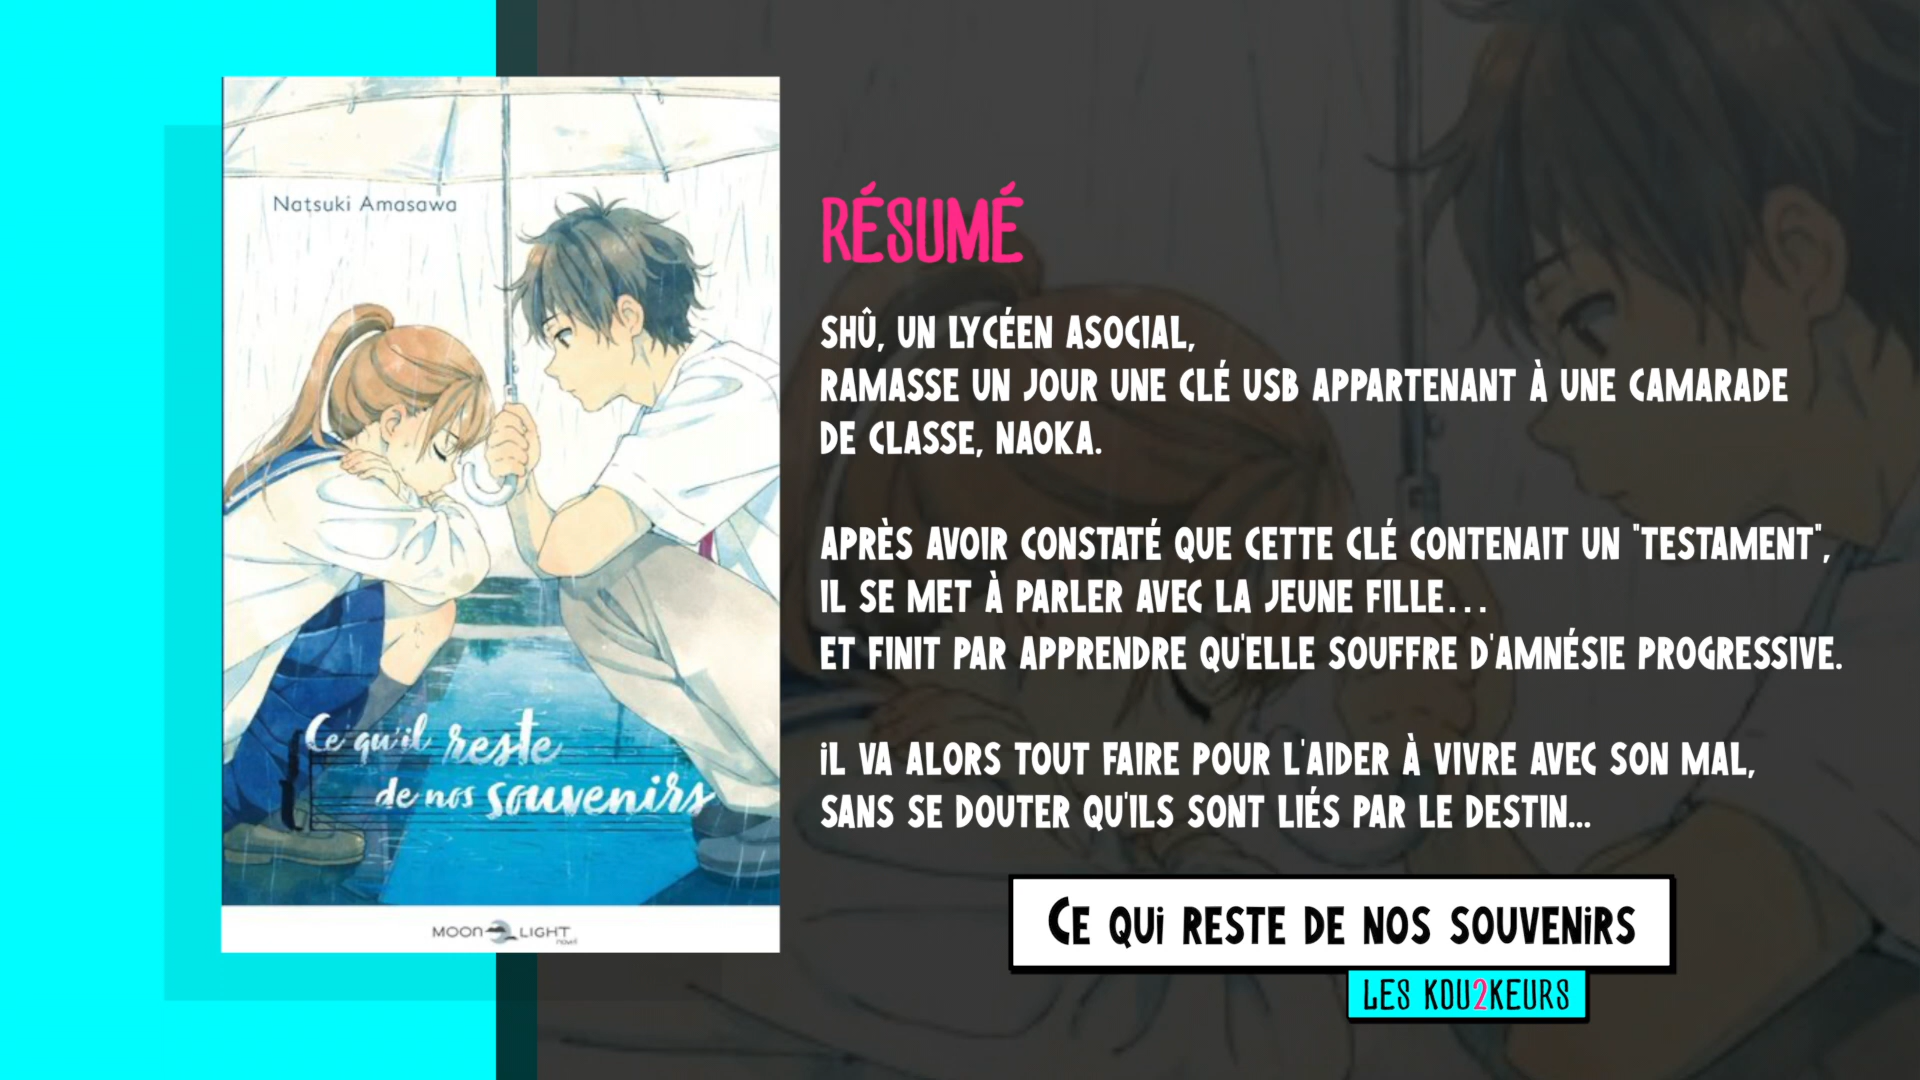 Natsuki Amasawa
Ce qu'il reste
de nos souvenirs
MOON LIGHT
novel
RÉSUMÉ
SHÛ, UN LYCÉEN ASOCIAL,
RAMASSE UN JOUR UNE CLÉ USB APPARTENANT À UNE CAMARADE
DE CLASSE, NAOKA.
APRÈS AVOIR CONSTATÉ QUE CETTE CLÉ CONTENAIT UN "TESTAMENT",
IL SE MET À PARLER AVEC LA JEUNE FILLE...
ET FINIT PAR APPRENDRE QU'ELLE SOUFFRE D'AMNÉSIE PROGRESSIVE.
iL VA ALORS TOUT FAIRE POUR L'AIDER À VIVRE AVEC SON MAL,
SANS SE DOUTER QU'ILS SONT LIÉS PAR LE DESTIN...
CE QUi RESTE DE NOS SOUVENiRS
LES KOU2KEURS